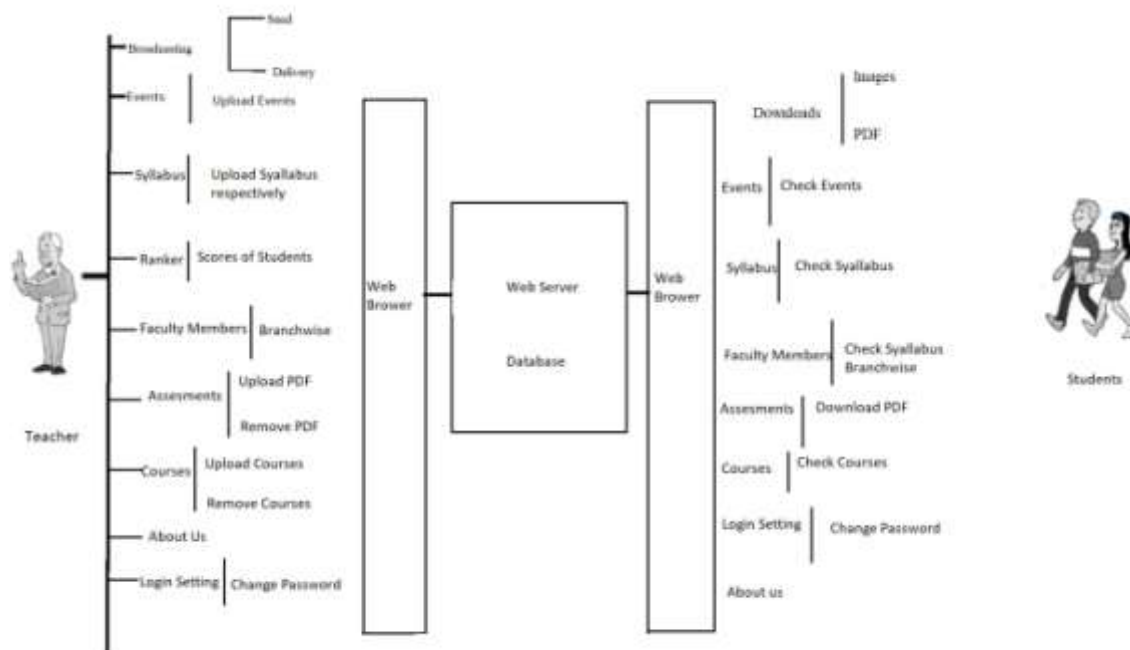 Send
Broadcasting
Delivery
Events
Upload Events
Syllabus
Upload Syallabus
respectively
Ranker
Scores of Students
Faculty Members
Branchwise
Assesments
Upload PDF
Remove PDF
Teacher
Courses
Upload Courses
Remove Courses
About Us
Login Setting
Change Password
Web
Brower
Web Server
Database
Web
Brower
Images
Downloads
PDF
Events
Check Events
Syllabus
Check Syallabus
Faculty Members
Check Syallabus
Branchwise
Assesments
Download PDF
Courses
Check Courses
Login Setting
Change Password
About us
Students